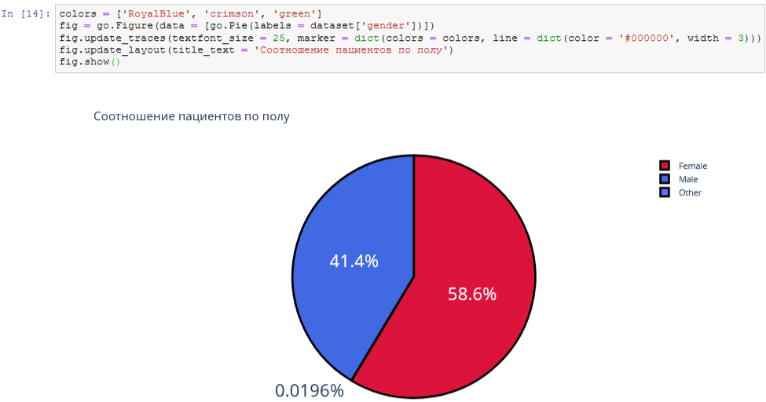 In [14]: colors = ['RoyalBlue', 'crimson', 'green']
fig = go.Figure(data = [go.Pie(labels = dataset['gender'])])
fig.update_traces(textfont_size = 25, marker = dict(colors = colors, line = dict(color = '#000000', width = 3)))
fig.update_layout(title_text = 'Соотношение пациентов по полу')
fig.show()
Соотношение пациентов по полу
Female
Male
Other
41.4%
58.6%
0.0196%